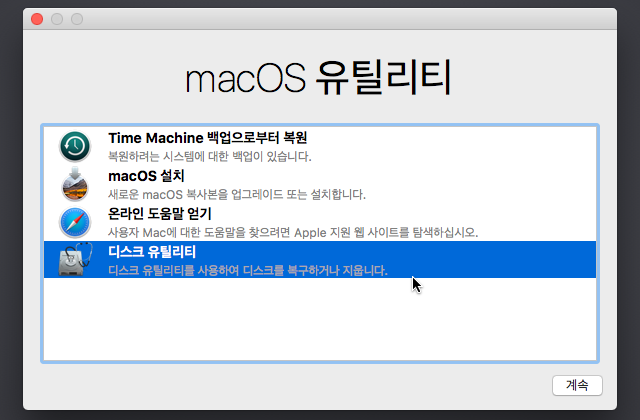 macOS 유틸리티
Time Machine 백업으로부터 복원
복원하려는 시스템에 대한 백업이 있습니다.
macOS 설치
새로운 macOS 복사본을 업그레이드 또는 설치합니다.
온라인 도움말 얻기
사용자 Mac에 대한 도움말을 찾으려면 Apple 지원 웹 사이트를 탐색하십시오.
디스크 유틸리티
디스크 유틸리티를 사용하여 디스크를 복구하거나 지웁니다.
계속